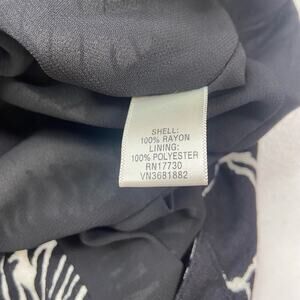 SHELL:
100% RAYON
LINING:
100% POLYESTER
RN17730
VN3681882